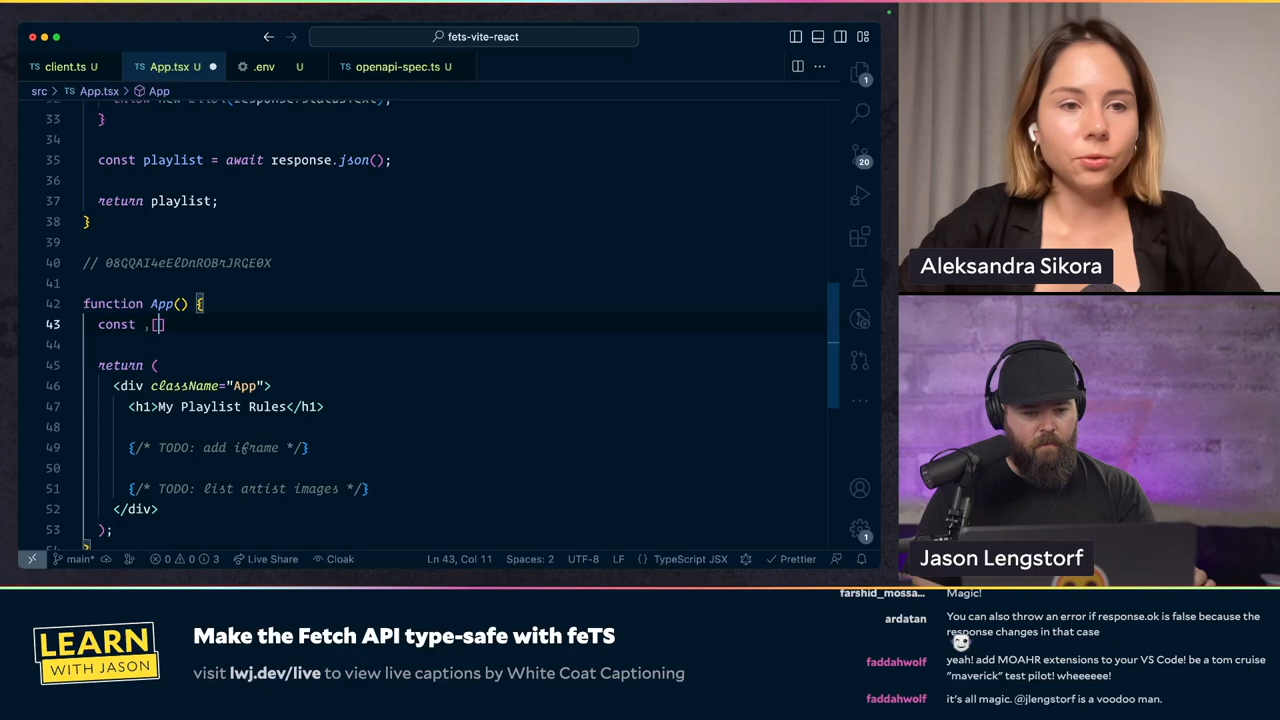 fets-vite-react
TS client.ts U
TS App.tsx U
.env U
TS openapi-spec.ts U
src > TS App.tsx > App
33 }
34
35 const playlist = await response.json();
36
37 return playlist;
38 }
39
40 // 08GQAI4eElDnROBrJRGE0X
41
42 function App() {
43 const ,[]
44
45 return (
46 <div className="App">
47 <h1>My Playlist Rules</h1>
48
49 {/* TODO: add iframe */}
50
51 {/* TODO: list artist images */}
52 </div>
53 );
1
20
1
main* 0 0 3 Live Share Cloak Ln 43, Col 11 Spaces: 2 UTF-8 LF {} TypeScript JSX Prettier
Aleksandra Sikora
Jason Lengstorf
LEARN
WITH JASON
Make the Fetch API type-safe with feTS
visit lwj.dev/live to view live captions by White Coat Captioning
farshid_mossa... Magic!
ardatan You can also throw an error if response.ok is false because the
response changes in that case
faddahwolf yeah! add MOAHR extensions to your VS Code! be a tom cruise
"maverick" test pilot! wheeeeee!
faddahwolf it's all magic. @jlengstorf is a voodoo man.